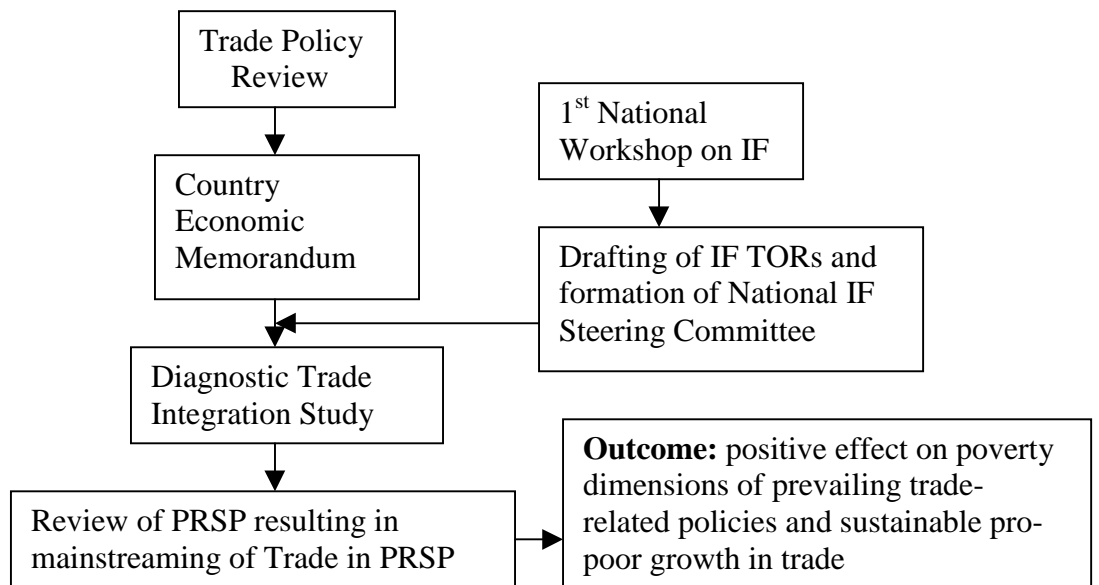 Trade Policy
Review
1st National
Workshop on IF
Country
Economic
Memorandum
Drafting of IF TORs and
formation of National IF
Steering Committee
Diagnostic Trade
Integration Study
Outcome: positive effect on poverty
dimensions of prevailing trade-
related policies and sustainable pro-
poor growth in trade
Review of PRSP resulting in
mainstreaming of Trade in PRSP